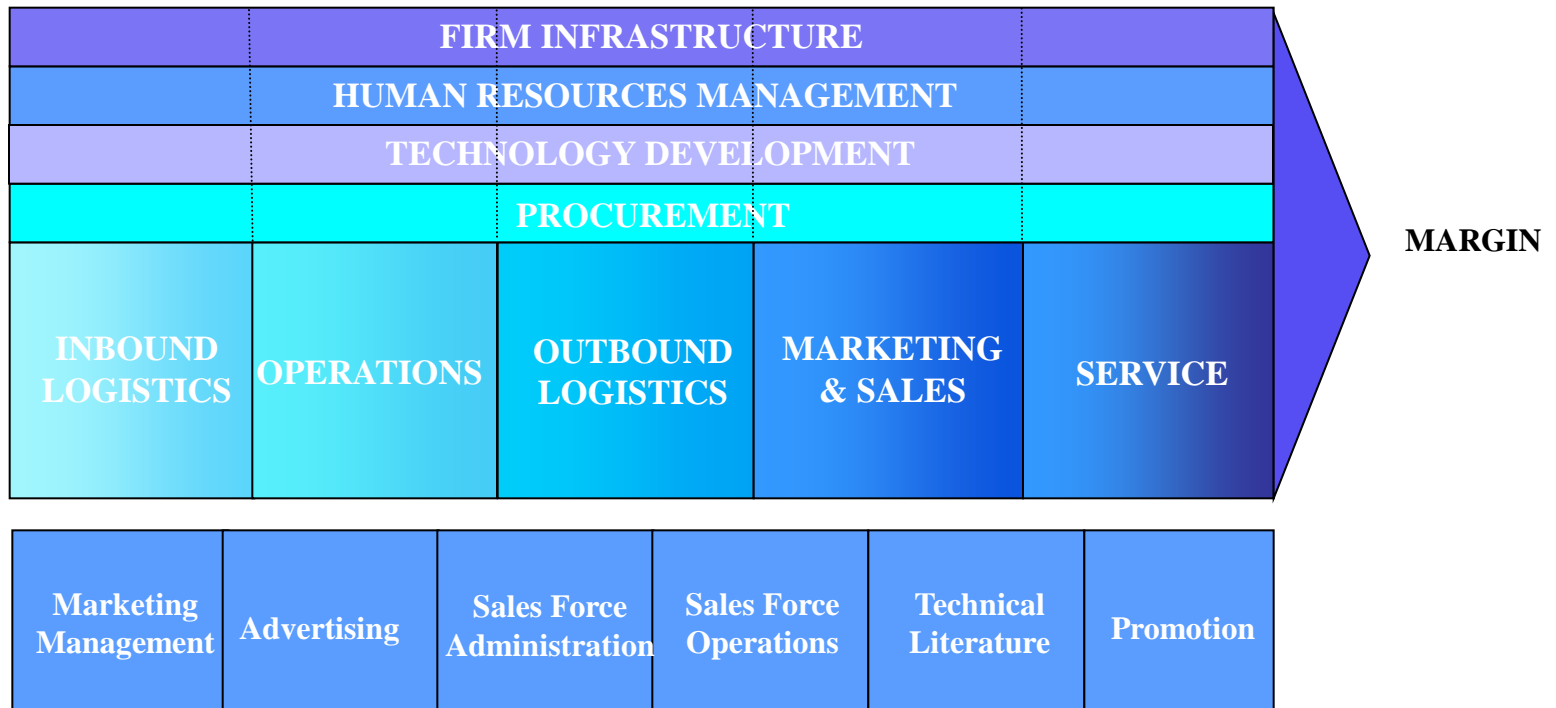 FIRM INFRASTRUCTURE
HUMAN RESOURCES MANAGEMENT
TECHNOLOGY DEVELOPMENT
PROCUREMENT
MARGIN
INBOUND
LOGISTICS
OPERATIONS
OUTBOUND
LOGISTICS
MARKETING
& SALES
SERVICE
Marketing
Management
Advertising
Sales Force
Administration
Sales Force
Operations
Technical
Literature
Promotion